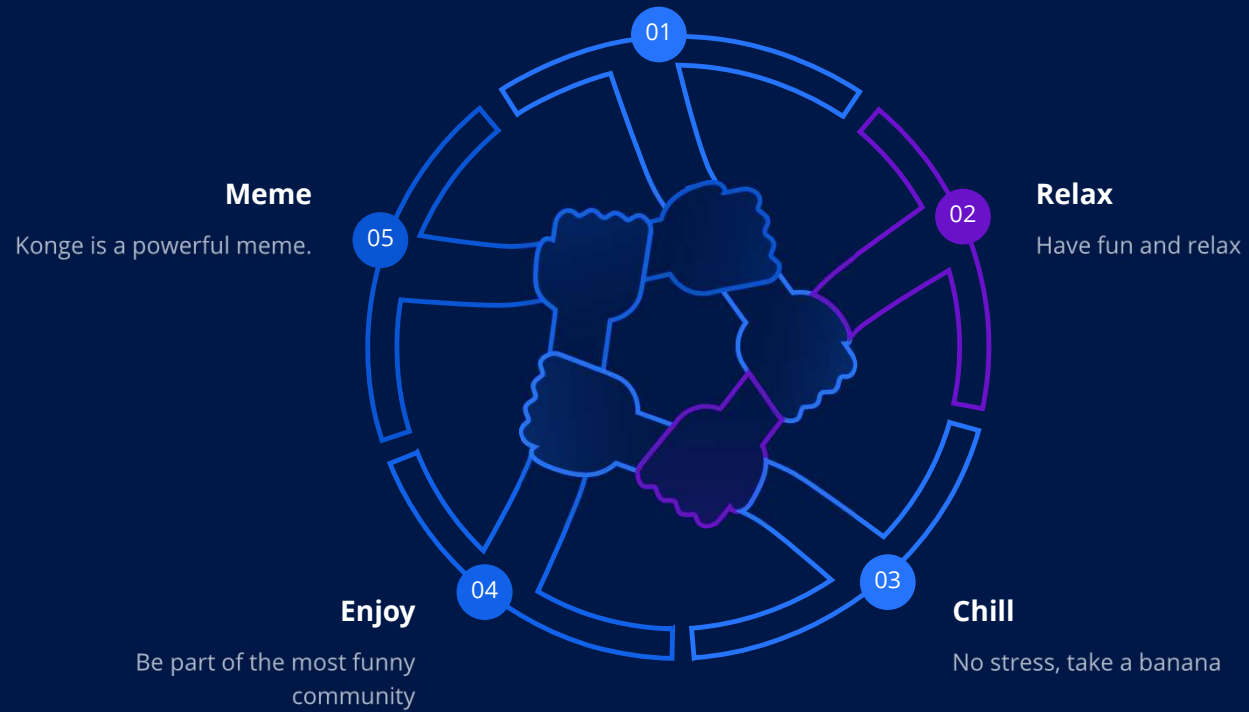 01
02
Relax
Have fun and relax
03
Chill
No stress, take a banana
04
Enjoy
Be part of the most funny
community
05
Meme
Konge is a powerful meme.